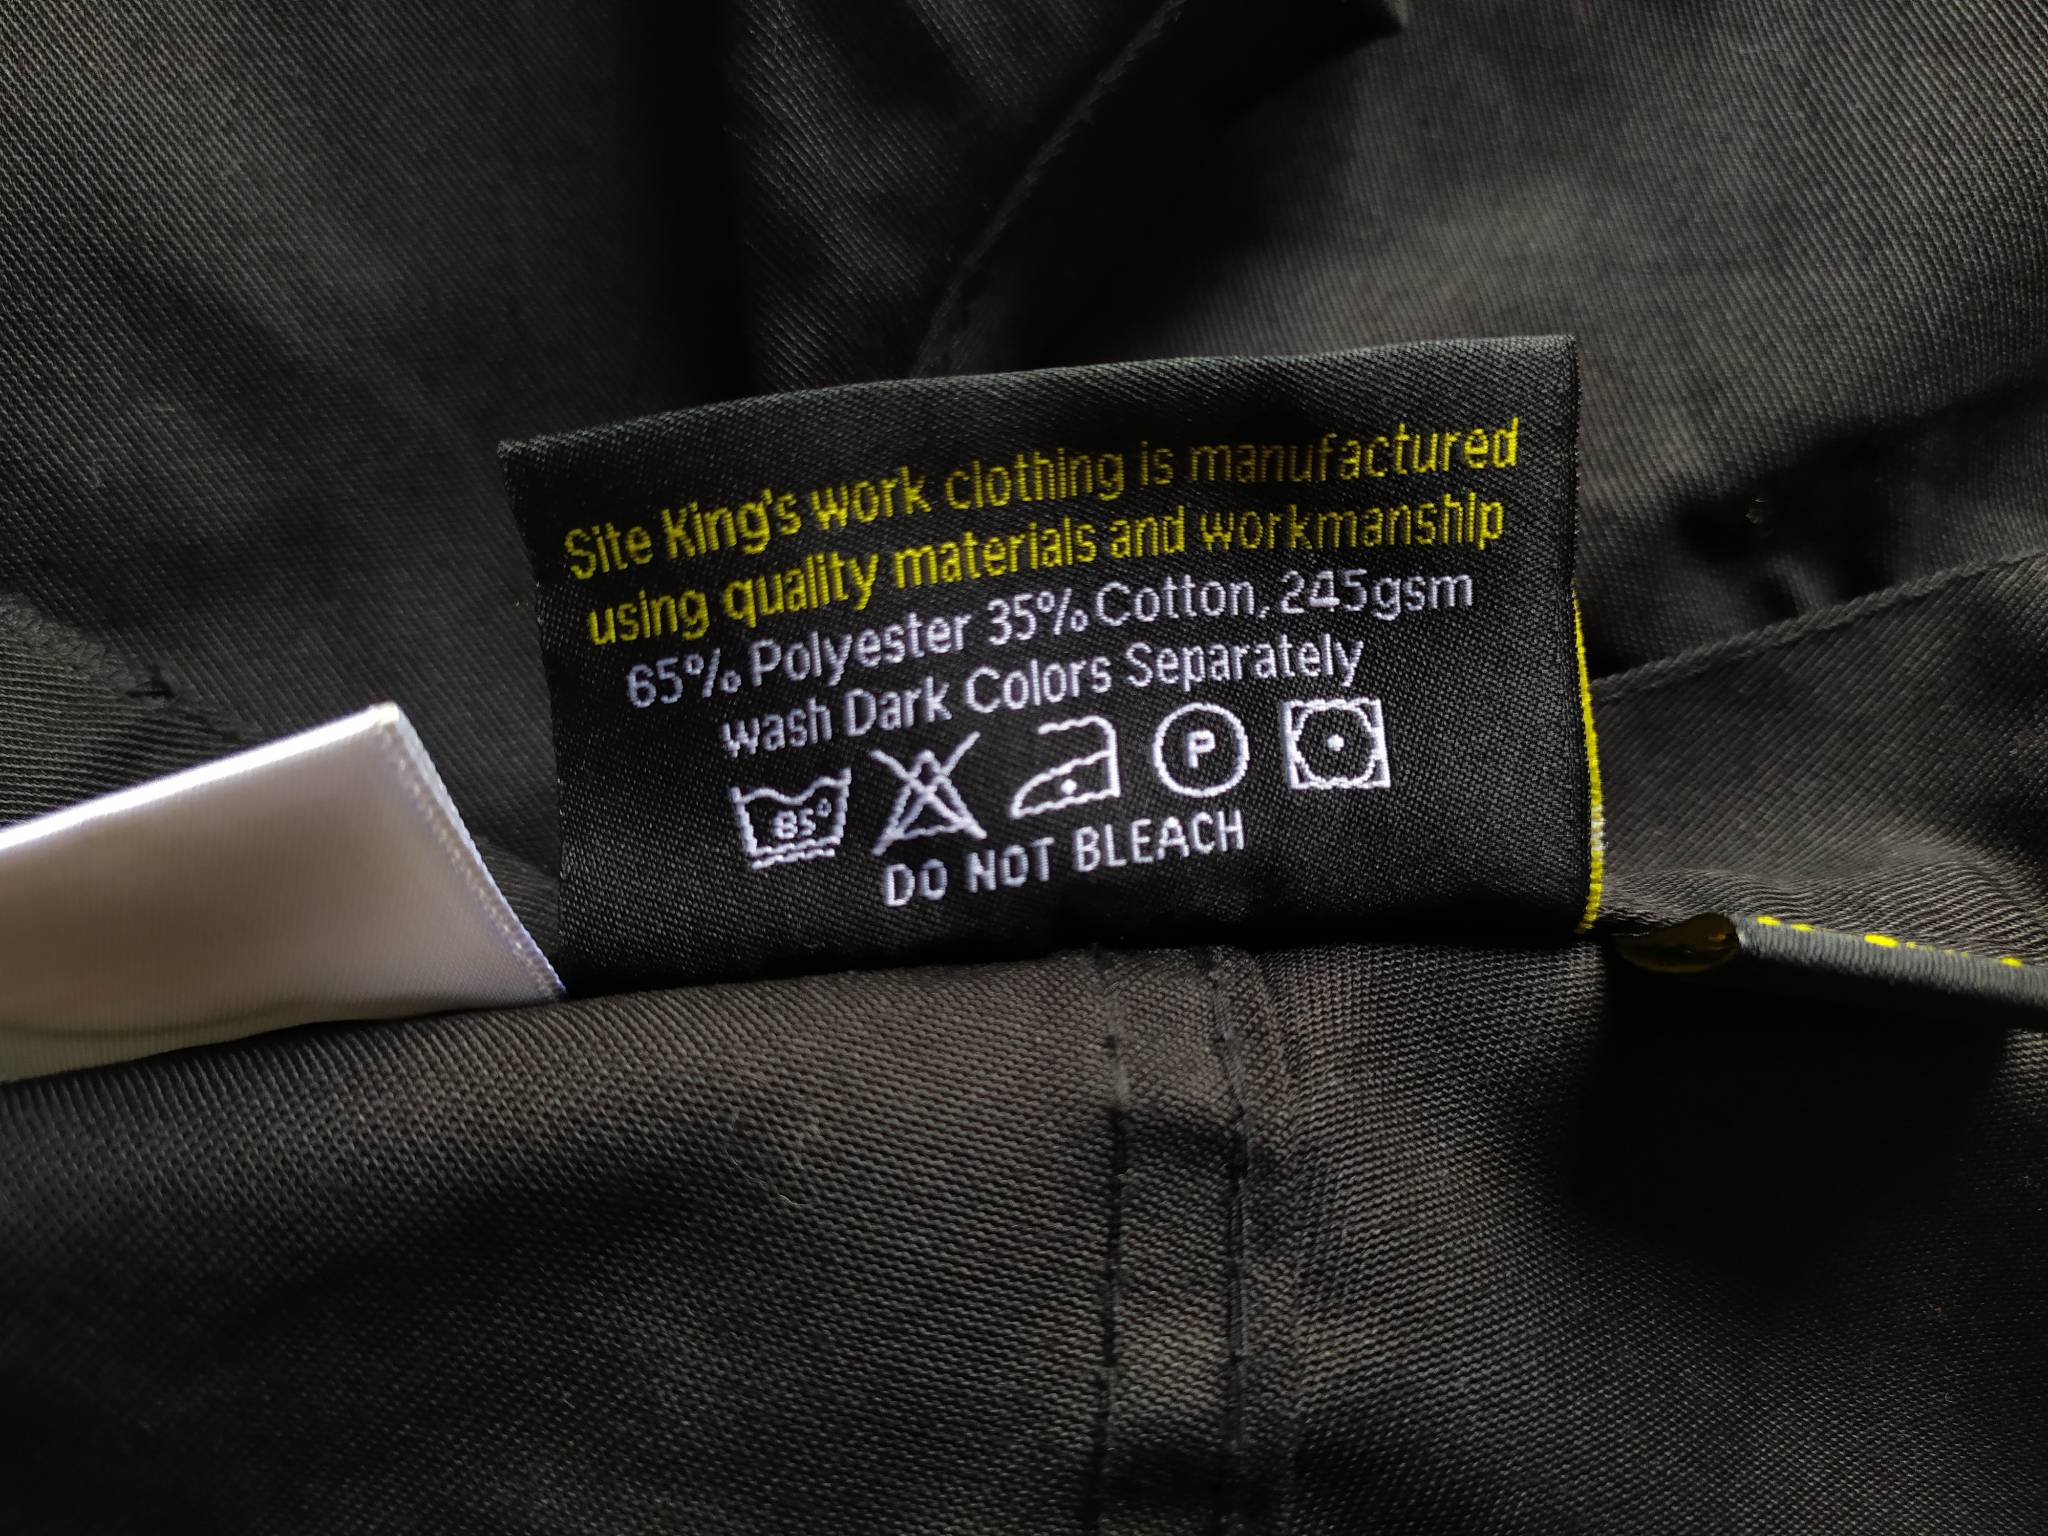 Site King's work clothing is manufactured
using quality materials and workmanship
65% Polyester 35% Cotton, 245gsm
wash Dark Colors Separately
85° P
DO NOT BLEACH